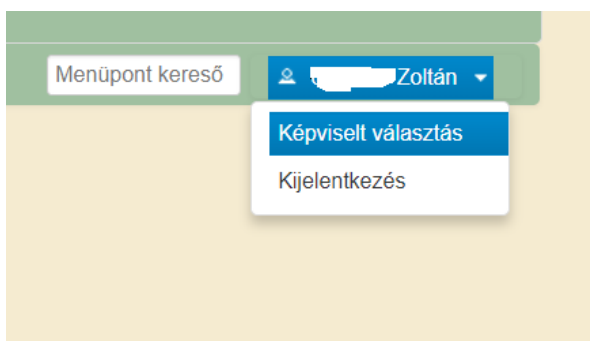 Menüpont kereső
Zoltán
Képviselt választás
Kijelentkezés